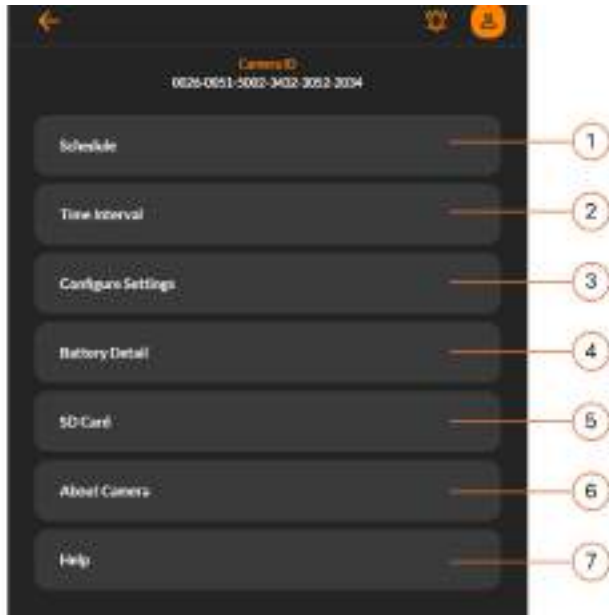 Camera ID
0026-0051-5002-3432-3052-2034
Schedule
1
Time Interval
2
Configure Settings
3
Battery Detail
4
SD Card
5
About Camera
6
Help
7